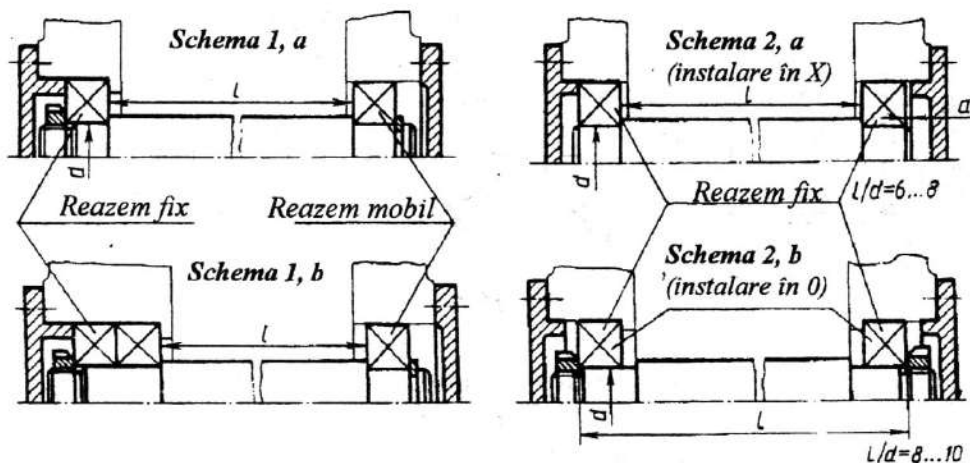 Schema 1, a
l
d
Reazem fix
Reazem mobil
Schema 2, a
(instalare în X)
l
a
d
Reazem fix
l/d=6...8
Schema 1, b
l
Schema 2, b
(instalare în 0)
d
l
l/d=8...10